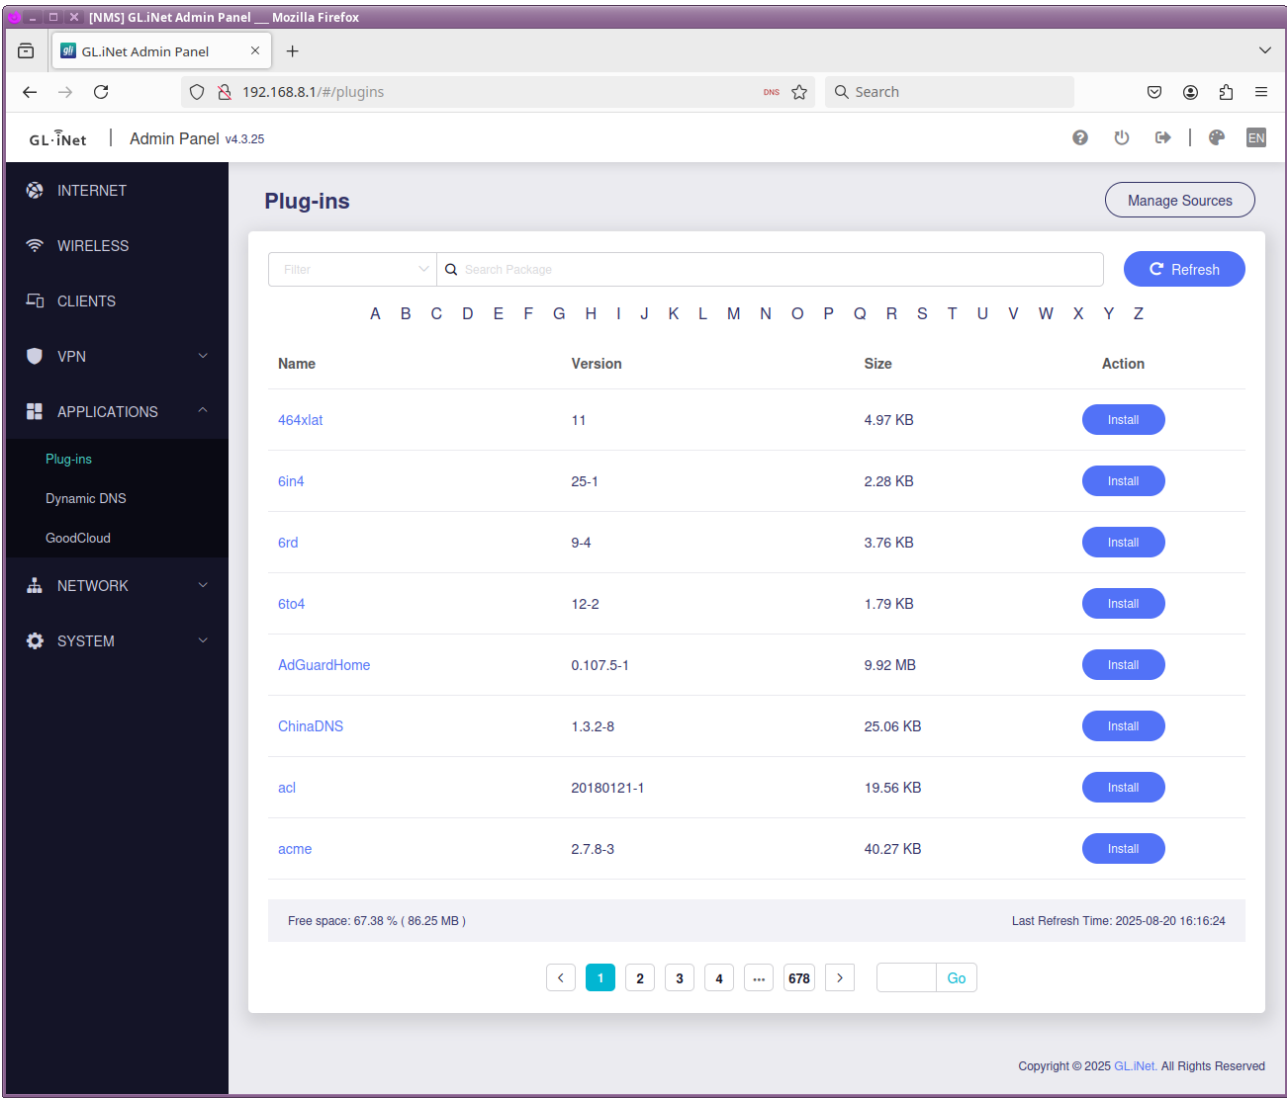 [NMS] GL.iNet Admin Panel __ Mozilla Firefox
gli GL.iNet Admin Panel
192.168.8.1/#/plugins DNS Search
GL·iNet | Admin Panel v4.3.25 EN
INTERNET
WIRELESS
CLIENTS
VPN
APPLICATIONS
Plug-ins
Dynamic DNS
GoodCloud
NETWORK
SYSTEM
Plug-ins Manage Sources
Filter Search Package Refresh
A B C D E F G H I J K L M N O P Q R S T U V W X Y Z
Name Version Size Action
464xlat 11 4.97 KB Install
6in4 25-1 2.28 KB Install
6rd 9-4 3.76 KB Install
6to4 12-2 1.79 KB Install
AdGuardHome 0.107.5-1 9.92 MB Install
ChinaDNS 1.3.2-8 25.06 KB Install
acl 20180121-1 19.56 KB Install
acme 2.7.8-3 40.27 KB Install
Free space: 67.38 % ( 86.25 MB ) Last Refresh Time: 2025-08-20 16:16:24
1 2 3 4 ••• 678 Go
Copyright © 2025 GL.iNet. All Rights Reserved